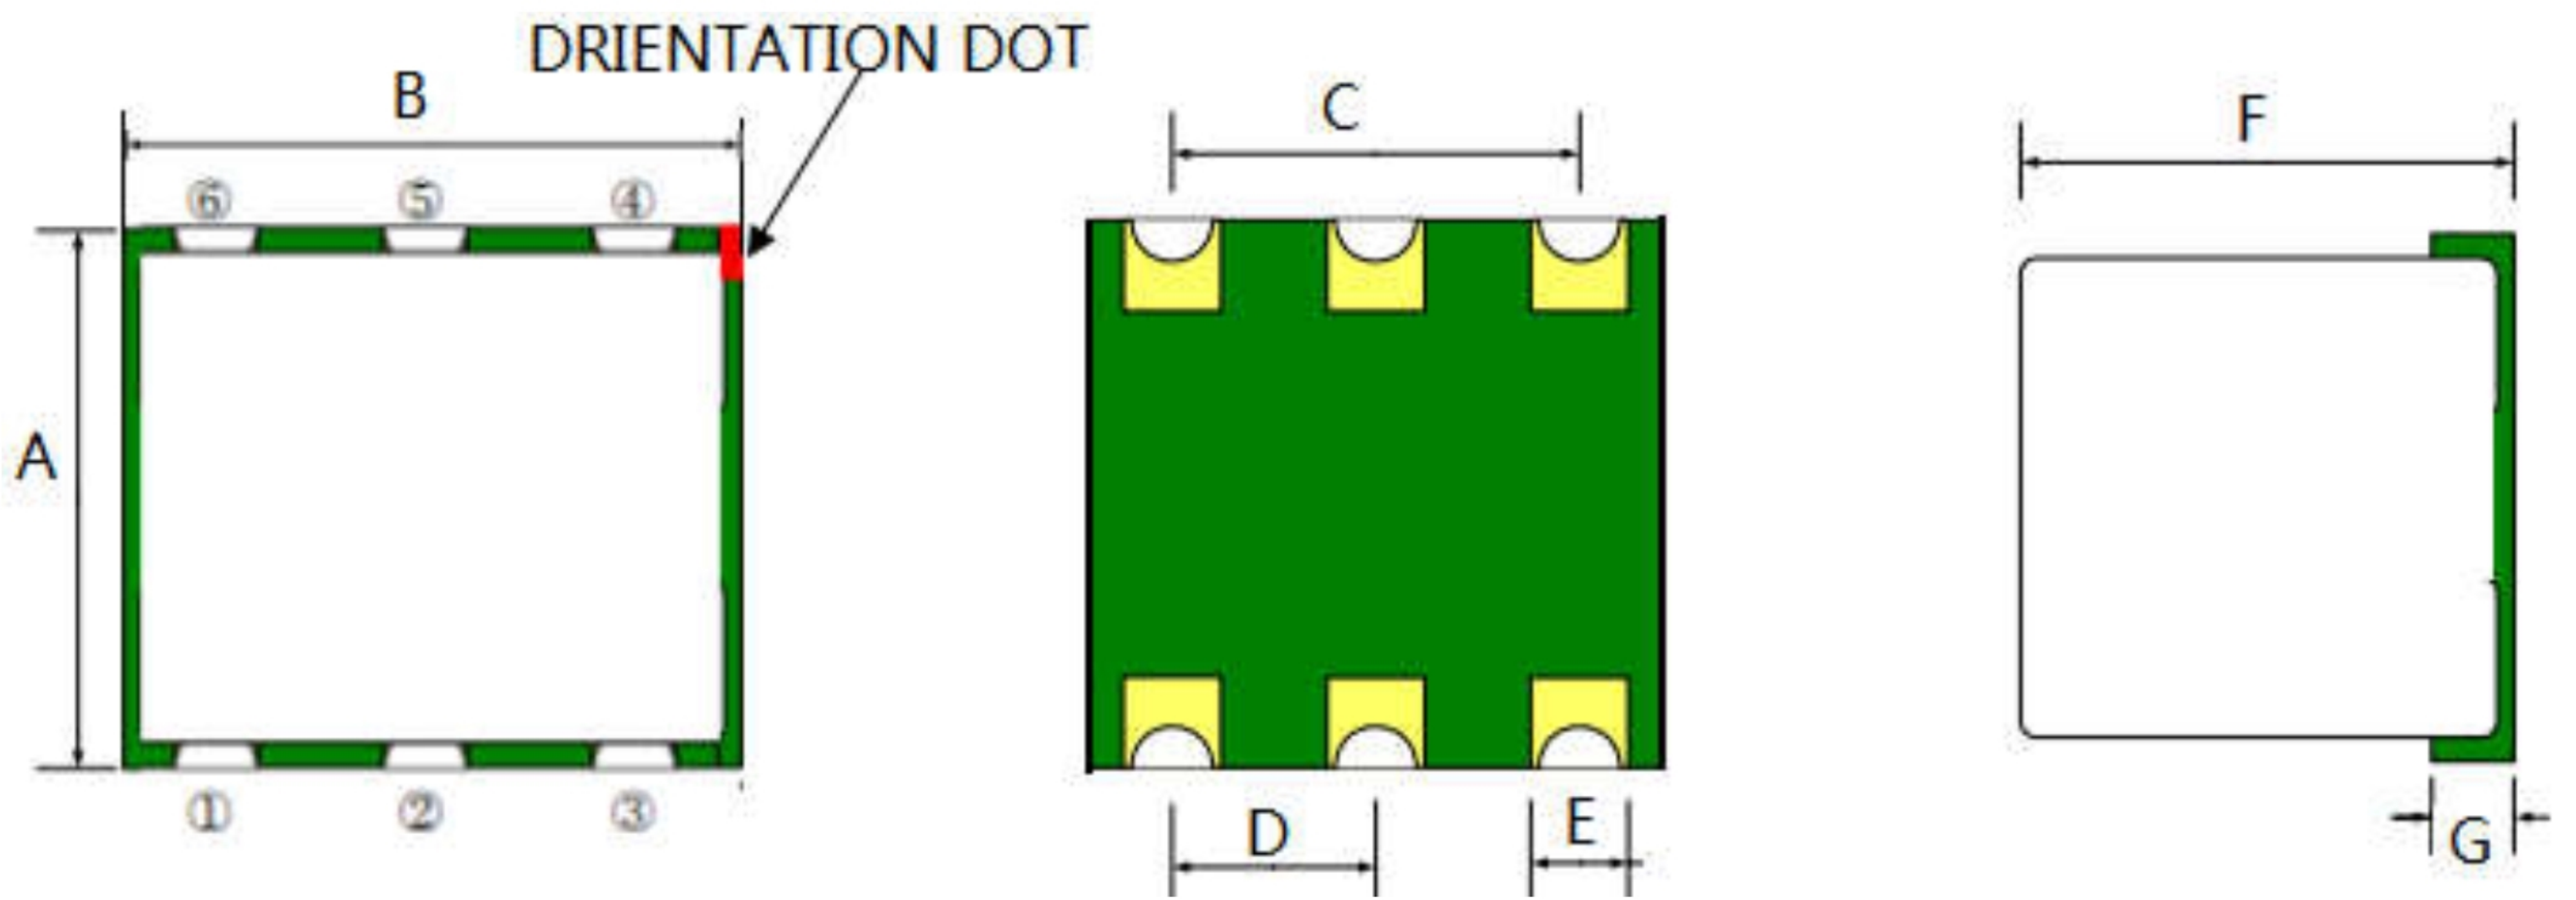 DRIENTATION DOT
B
C
F
⑥ ⑤ ④
A
① ② ③
D
E
G